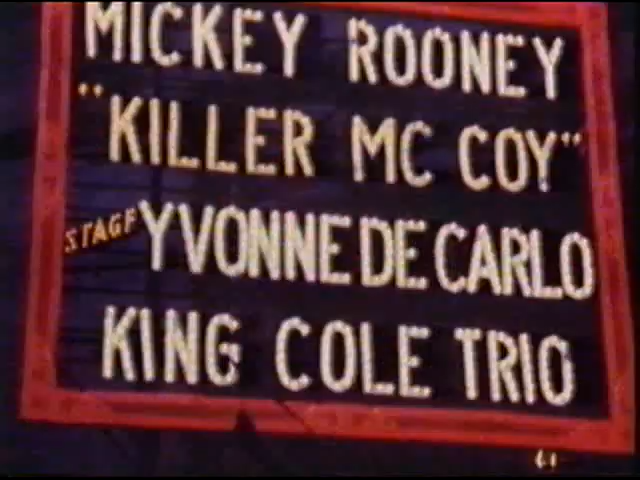 MICKEY ROONEY
"KILLER MC COY"
STAGE YVONNE DE CARLO
KING COLE TRIO